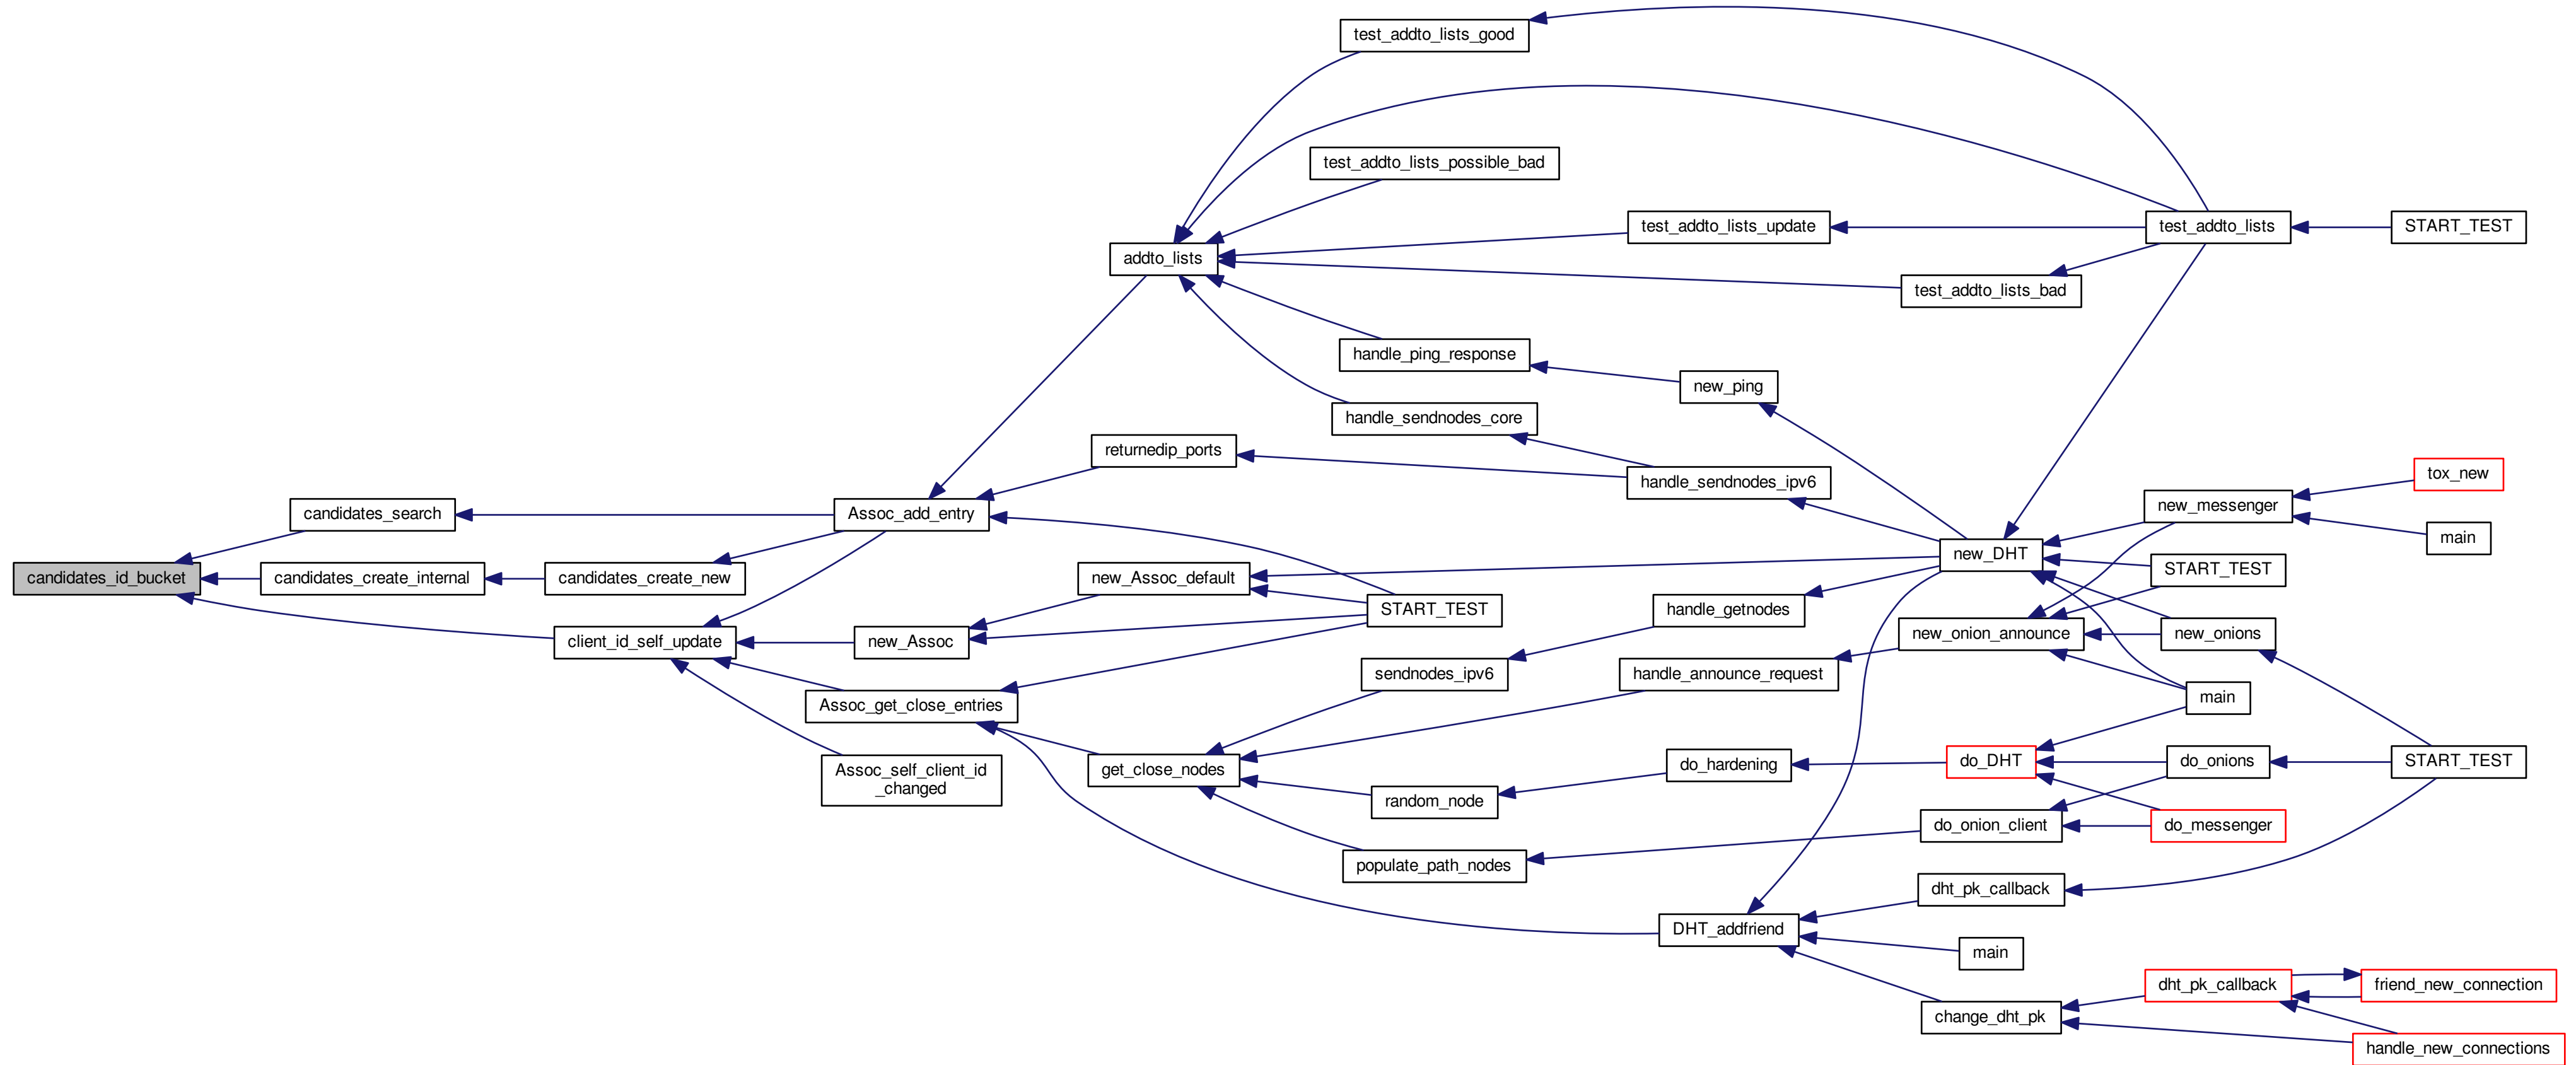 test_addto_lists_good
test_addto_lists_possible_bad
test_addto_lists_update
test_addto_lists
START_TEST
addto_lists
test_addto_lists_bad
handle_ping_response
new_ping
handle_sendnodes_core
returnedip_ports
handle_sendnodes_ipv6
tox_new
candidates_search
Assoc_add_entry
new_messenger
main
new_DHT
candidates_id_bucket
candidates_create_internal
candidates_create_new
new_Assoc_default
START_TEST
START_TEST
handle_getnodes
client_id_self_update
new_Assoc
new_onion_announce
new_onions
sendnodes_ipv6
handle_announce_request
Assoc_get_close_entries
main
Assoc_self_client_id
_changed
get_close_nodes
do_hardening
do_DHT
do_onions
START_TEST
random_node
do_onion_client
do_messenger
populate_path_nodes
dht_pk_callback
DHT_addfriend
main
dht_pk_callback
friend_new_connection
change_dht_pk
handle_new_connections